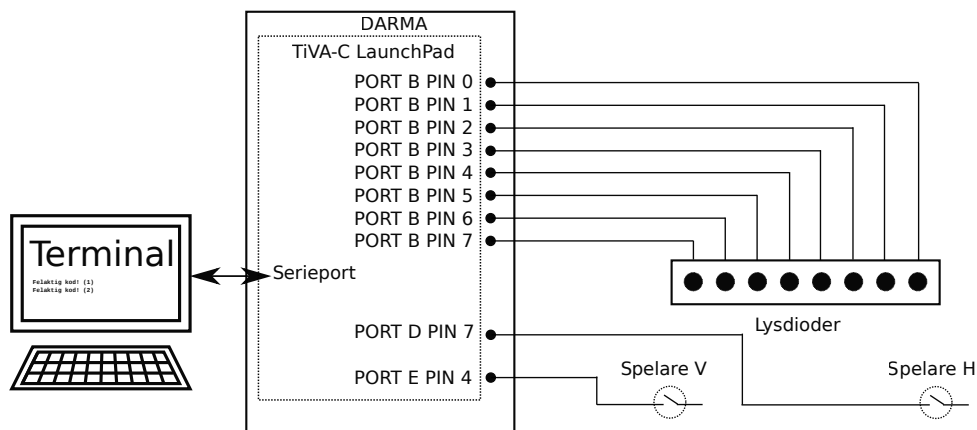 DARMA
TiVA-C LaunchPad
PORT B PIN 0
PORT B PIN 1
PORT B PIN 2
PORT B PIN 3
PORT B PIN 4
PORT B PIN 5
PORT B PIN 6
PORT B PIN 7
Terminal
Felaktig kod! (1)
Felaktig kod! (2)
Serieport
Lysdioder
PORT D PIN 7
PORT E PIN 4
Spelare V
Spelare H